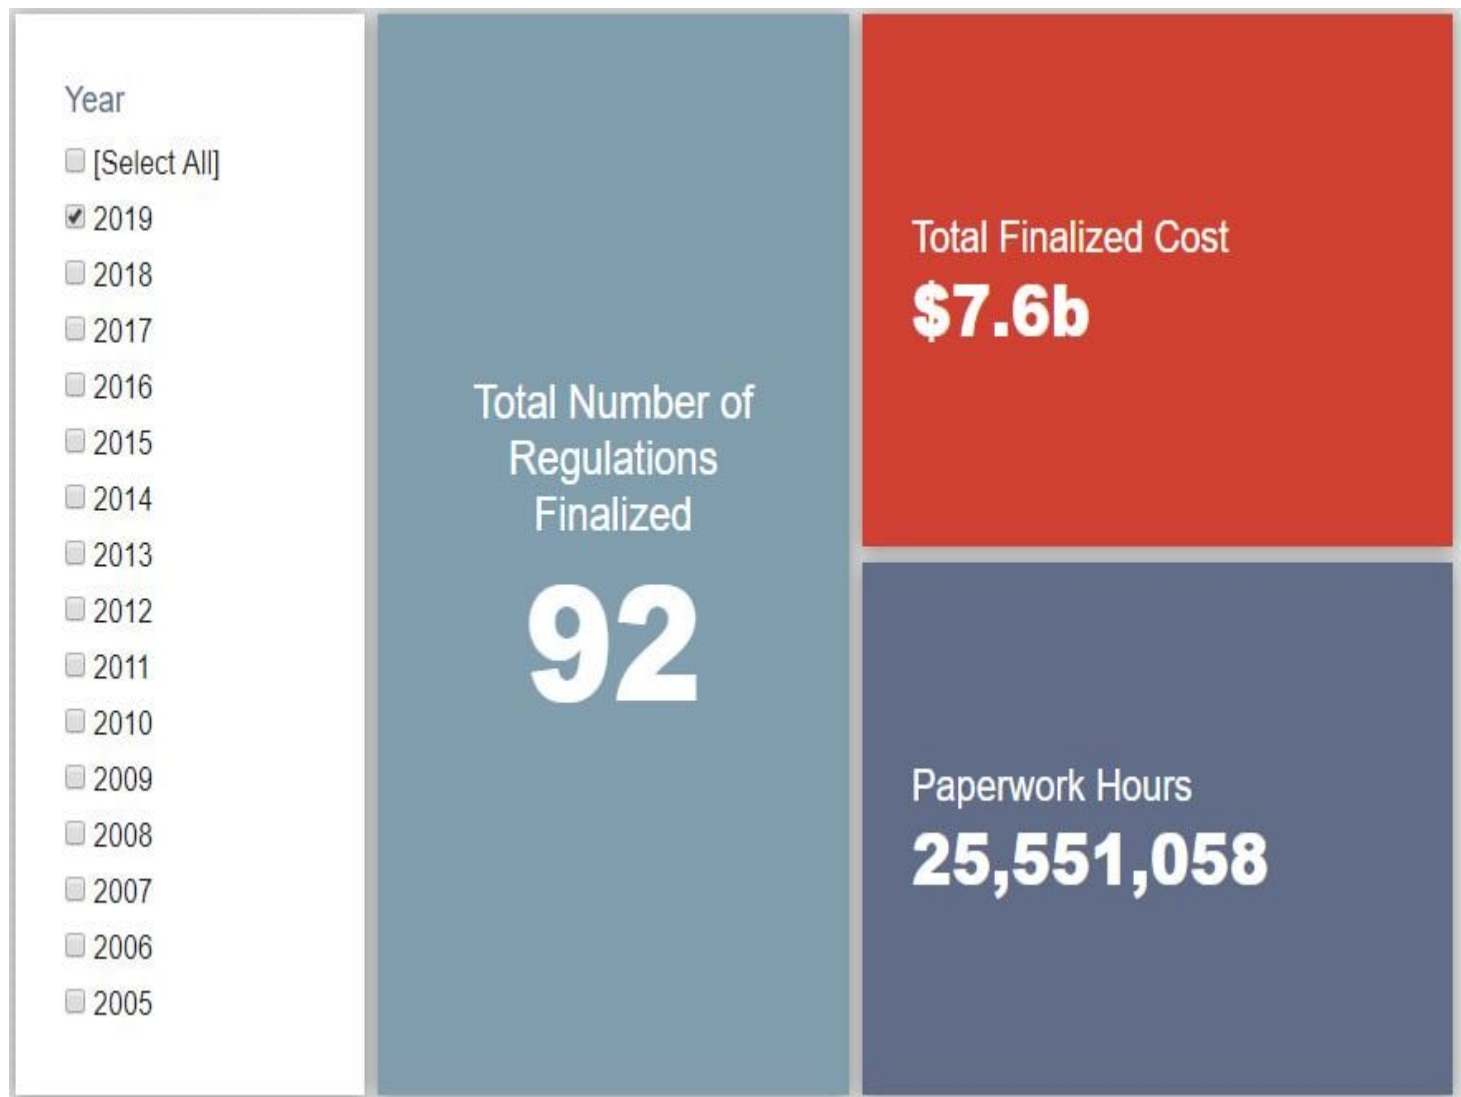 Year
[Select All]
2019
2018
2017
2016
2015
2014
2013
2012
2011
2010
2009
2008
2007
2006
2005
Total Number of
Regulations
Finalized
92
Total Finalized Cost
$7.6b
Paperwork Hours
25,551,058